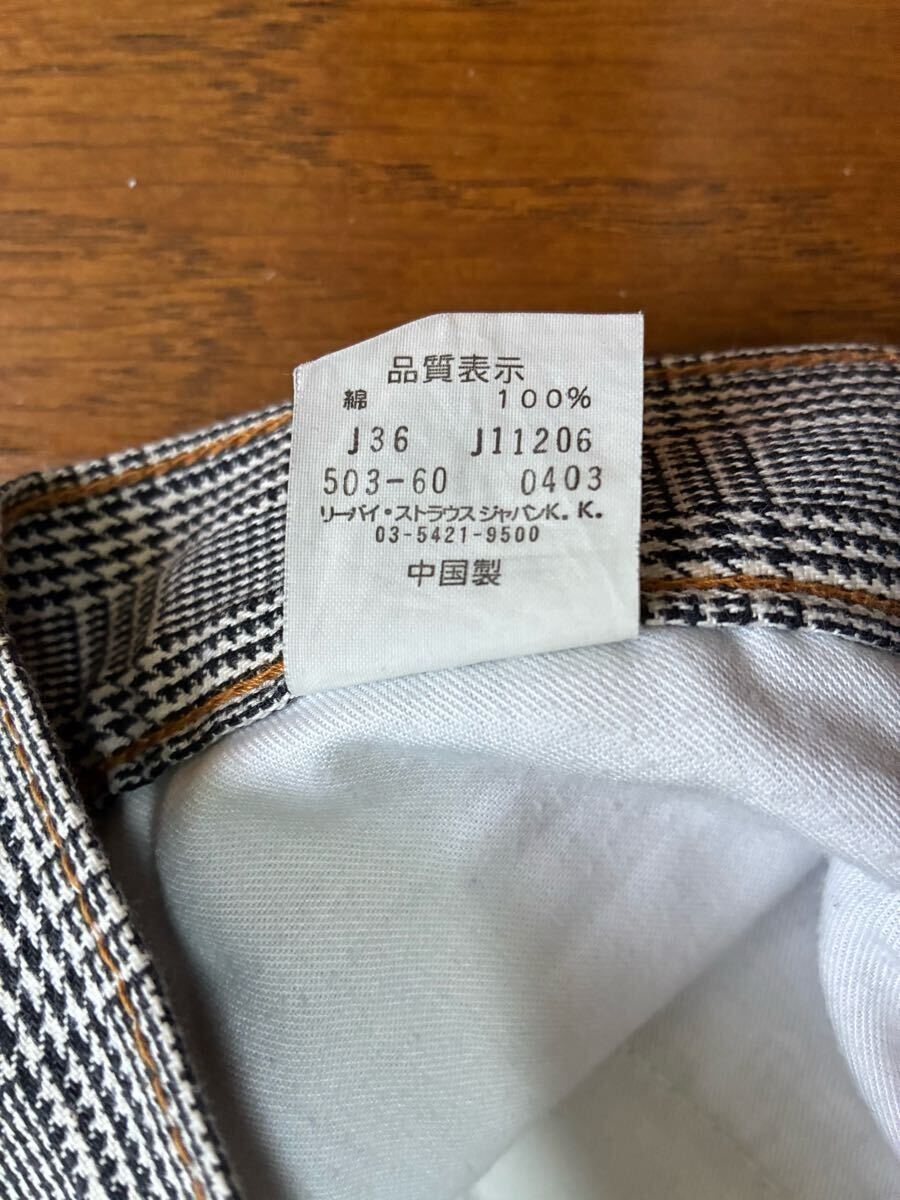 品質表示
綿 100%
J36 J11206
503-60 0403
リーバイ・ストラウスジャパンK.K.
03-5421-9500
中国製